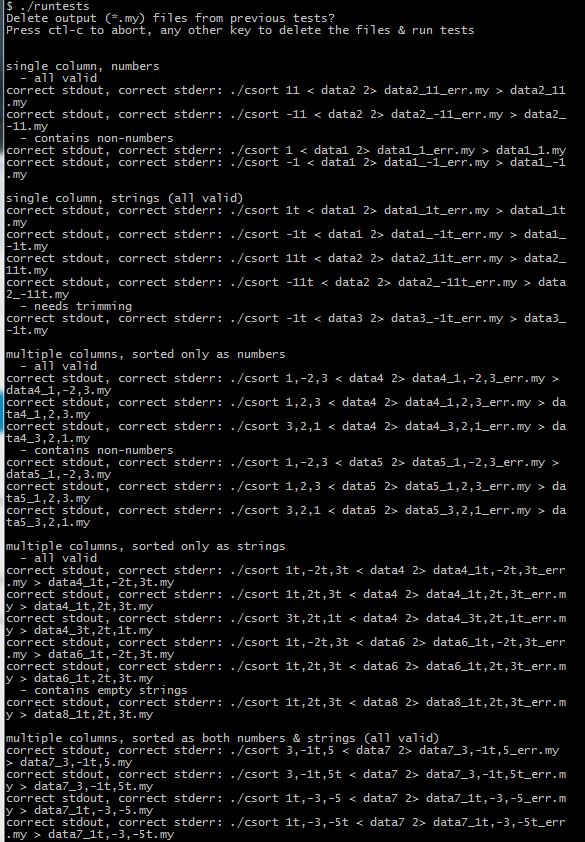 $ ./runtests
Delete output (*.my) files from previous tests?
Press ctl-c to abort, any other key to delete the files & run tests
single column, numbers
- all valid
correct stdout, correct stderr: ./csort 11 < data2 2> data2_11_err.my > data2_11
.my
correct stdout, correct stderr: ./csort -11 < data2 2> data2_-11_err.my > data2_
-11.my
- contains non-numbers
correct stdout, correct stderr: ./csort 1 < data1 2> data1_1_err.my > data1_1.my
correct stdout, correct stderr: ./csort -1 < data1 2> data1_-1_err.my > data1_-1
.my
single column, strings (all valid)
correct stdout, correct stderr: ./csort 1t < data1 2> data1_1t_err.my > data1_1t
.my
correct stdout, correct stderr: ./csort -1t < data1 2> data1_-1t_err.my > data1_
-1t.my
correct stdout, correct stderr: ./csort 11t < data2 2> data2_11t_err.my > data2_
11t.my
correct stdout, correct stderr: ./csort -11t < data2 2> data2_-11t_err.my > data
2_-11t.my
- needs trimming
correct stdout, correct stderr: ./csort -1t < data3 2> data3_-1t_err.my > data3_
-1t.my
multiple columns, sorted only as numbers
- all valid
correct stdout, correct stderr: ./csort 1,-2,3 < data4 2> data4_1,-2,3_err.my >
data4_1,-2,3.my
correct stdout, correct stderr: ./csort 1,2,3 < data4 2> data4_1,2,3_err.my > da
ta4_1,2,3.my
correct stdout, correct stderr: ./csort 3,2,1 < data4 2> data4_3,2,1_err.my > da
ta4_3,2,1.my
- contains non-numbers
correct stdout, correct stderr: ./csort 1,-2,3 < data5 2> data5_1,-2,3_err.my >
data5_1,-2,3.my
correct stdout, correct stderr: ./csort 1,2,3 < data5 2> data5_1,2,3_err.my > da
ta5_1,2,3.my
correct stdout, correct stderr: ./csort 3,2,1 < data5 2> data5_3,2,1_err.my > da
ta5_3,2,1.my
multiple columns, sorted only as strings
- all valid
correct stdout, correct stderr: ./csort 1t,-2t,3t < data4 2> data4_1t,-2t,3t_err
.my > data4_1t,-2t,3t.my
correct stdout, correct stderr: ./csort 1t,2t,3t < data4 2> data4_1t,2t,3t_err.m
y > data4_1t,2t,3t.my
correct stdout, correct stderr: ./csort 3t,2t,1t < data4 2> data4_3t,2t,1t_err.m
y > data4_3t,2t,1t.my
correct stdout, correct stderr: ./csort 1t,-2t,3t < data6 2> data6_1t,-2t,3t_err
.my > data6_1t,-2t,3t.my
correct stdout, correct stderr: ./csort 1t,2t,3t < data6 2> data6_1t,2t,3t_err.m
y > data6_1t,2t,3t.my
- contains empty strings
correct stdout, correct stderr: ./csort 1t,2t,3t < data8 2> data8_1t,2t,3t_err.m
y > data8_1t,2t,3t.my
multiple columns, sorted as both numbers & strings (all valid)
correct stdout, correct stderr: ./csort 3,-1t,5 < data7 2> data7_3,-1t,5_err.my
> data7_3,-1t,5.my
correct stdout, correct stderr: ./csort 3,-1t,5t < data7 2> data7_3,-1t,5t_err.m
y > data7_3,-1t,5t.my
correct stdout, correct stderr: ./csort 1t,-3,-5 < data7 2> data7_1t,-3,-5_err.m
y > data7_1t,-3,-5.my
correct stdout, correct stderr: ./csort 1t,-3,-5t < data7 2> data7_1t,-3,-5t_err
.my > data7_1t,-3,-5t.my